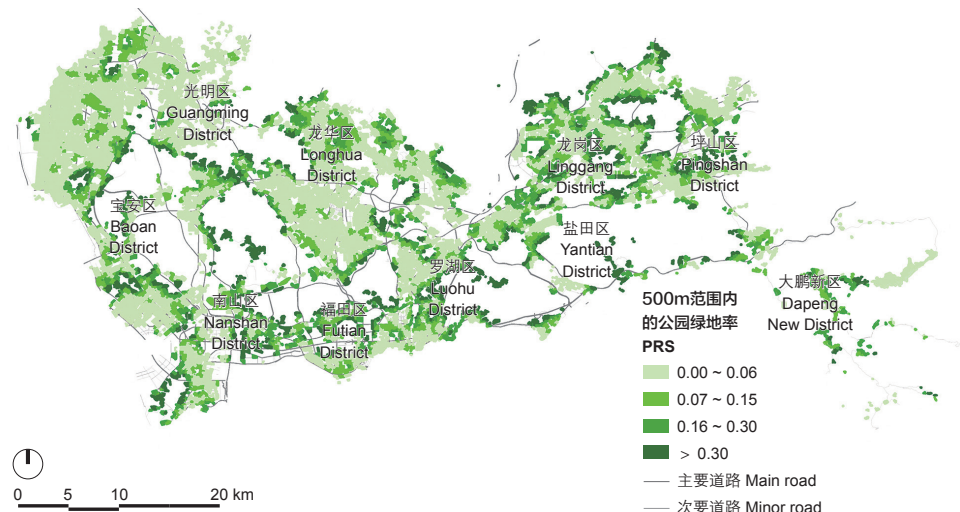 光明区
Guangming
District
龙华区
Longhua
District
龙岗区
Linggang
District
坪山区
Pingshan
District
宝安区
Baoan
District
盐田区
Yantian
District
罗湖区
Luohu
District
南山区
Nanshan
District
福田区
Futian
District
大鹏新区
Dapeng
New District
500m范围内
的公园绿地率
PRS
0.00 ~ 0.06
0.07 ~ 0.15
0.16 ~ 0.30
> 0.30
主要道路 Main road
次要道路 Minor road
0 5 10 20 km